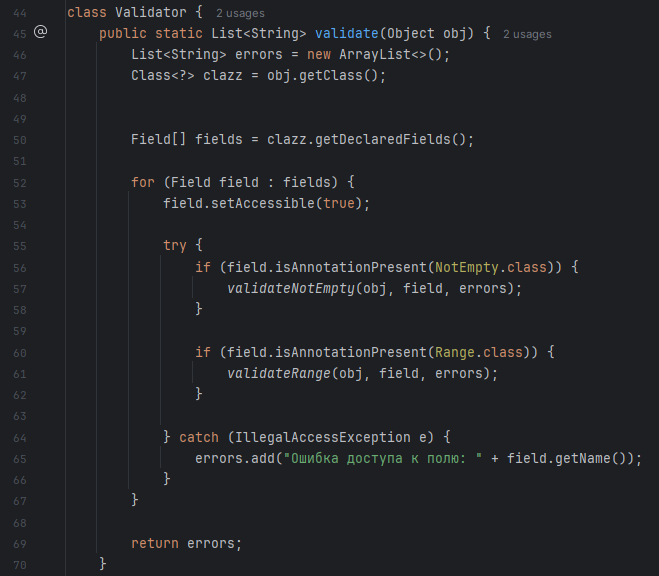 44 class Validator { 2 usages
45 @ public static List<String> validate(Object obj) { 2 usages
46 List<String> errors = new ArrayList<>();
47 Class<?> clazz = obj.getClass();
48
49
50 Field[] fields = clazz.getDeclaredFields();
51
52 for (Field field : fields) {
53 field.setAccessible(true);
54
55 try {
56 if (field.isAnnotationPresent(NotEmpty.class)) {
57 validateNotEmpty(obj, field, errors);
58 }
59
60 if (field.isAnnotationPresent(Range.class)) {
61 validateRange(obj, field, errors);
62 }
63
64 } catch (IllegalAccessException e) {
65 errors.add("Ошибка доступа к полю: " + field.getName());
66 }
67 }
68
69 return errors;
70 }